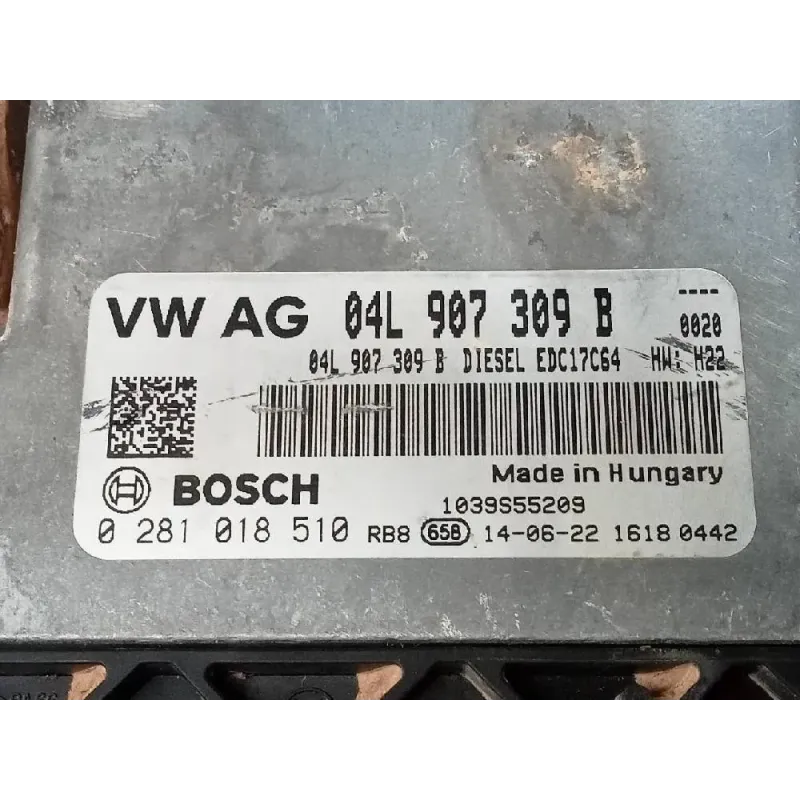 VW AG 04L 907 309 B ----
0020
04L 907 309 B DIESEL EDC17C64 HW: H22
Made in Hungary
BOSCH 1039S55209
0 281 018 510 RB8 658 14-06-22 1618 0442